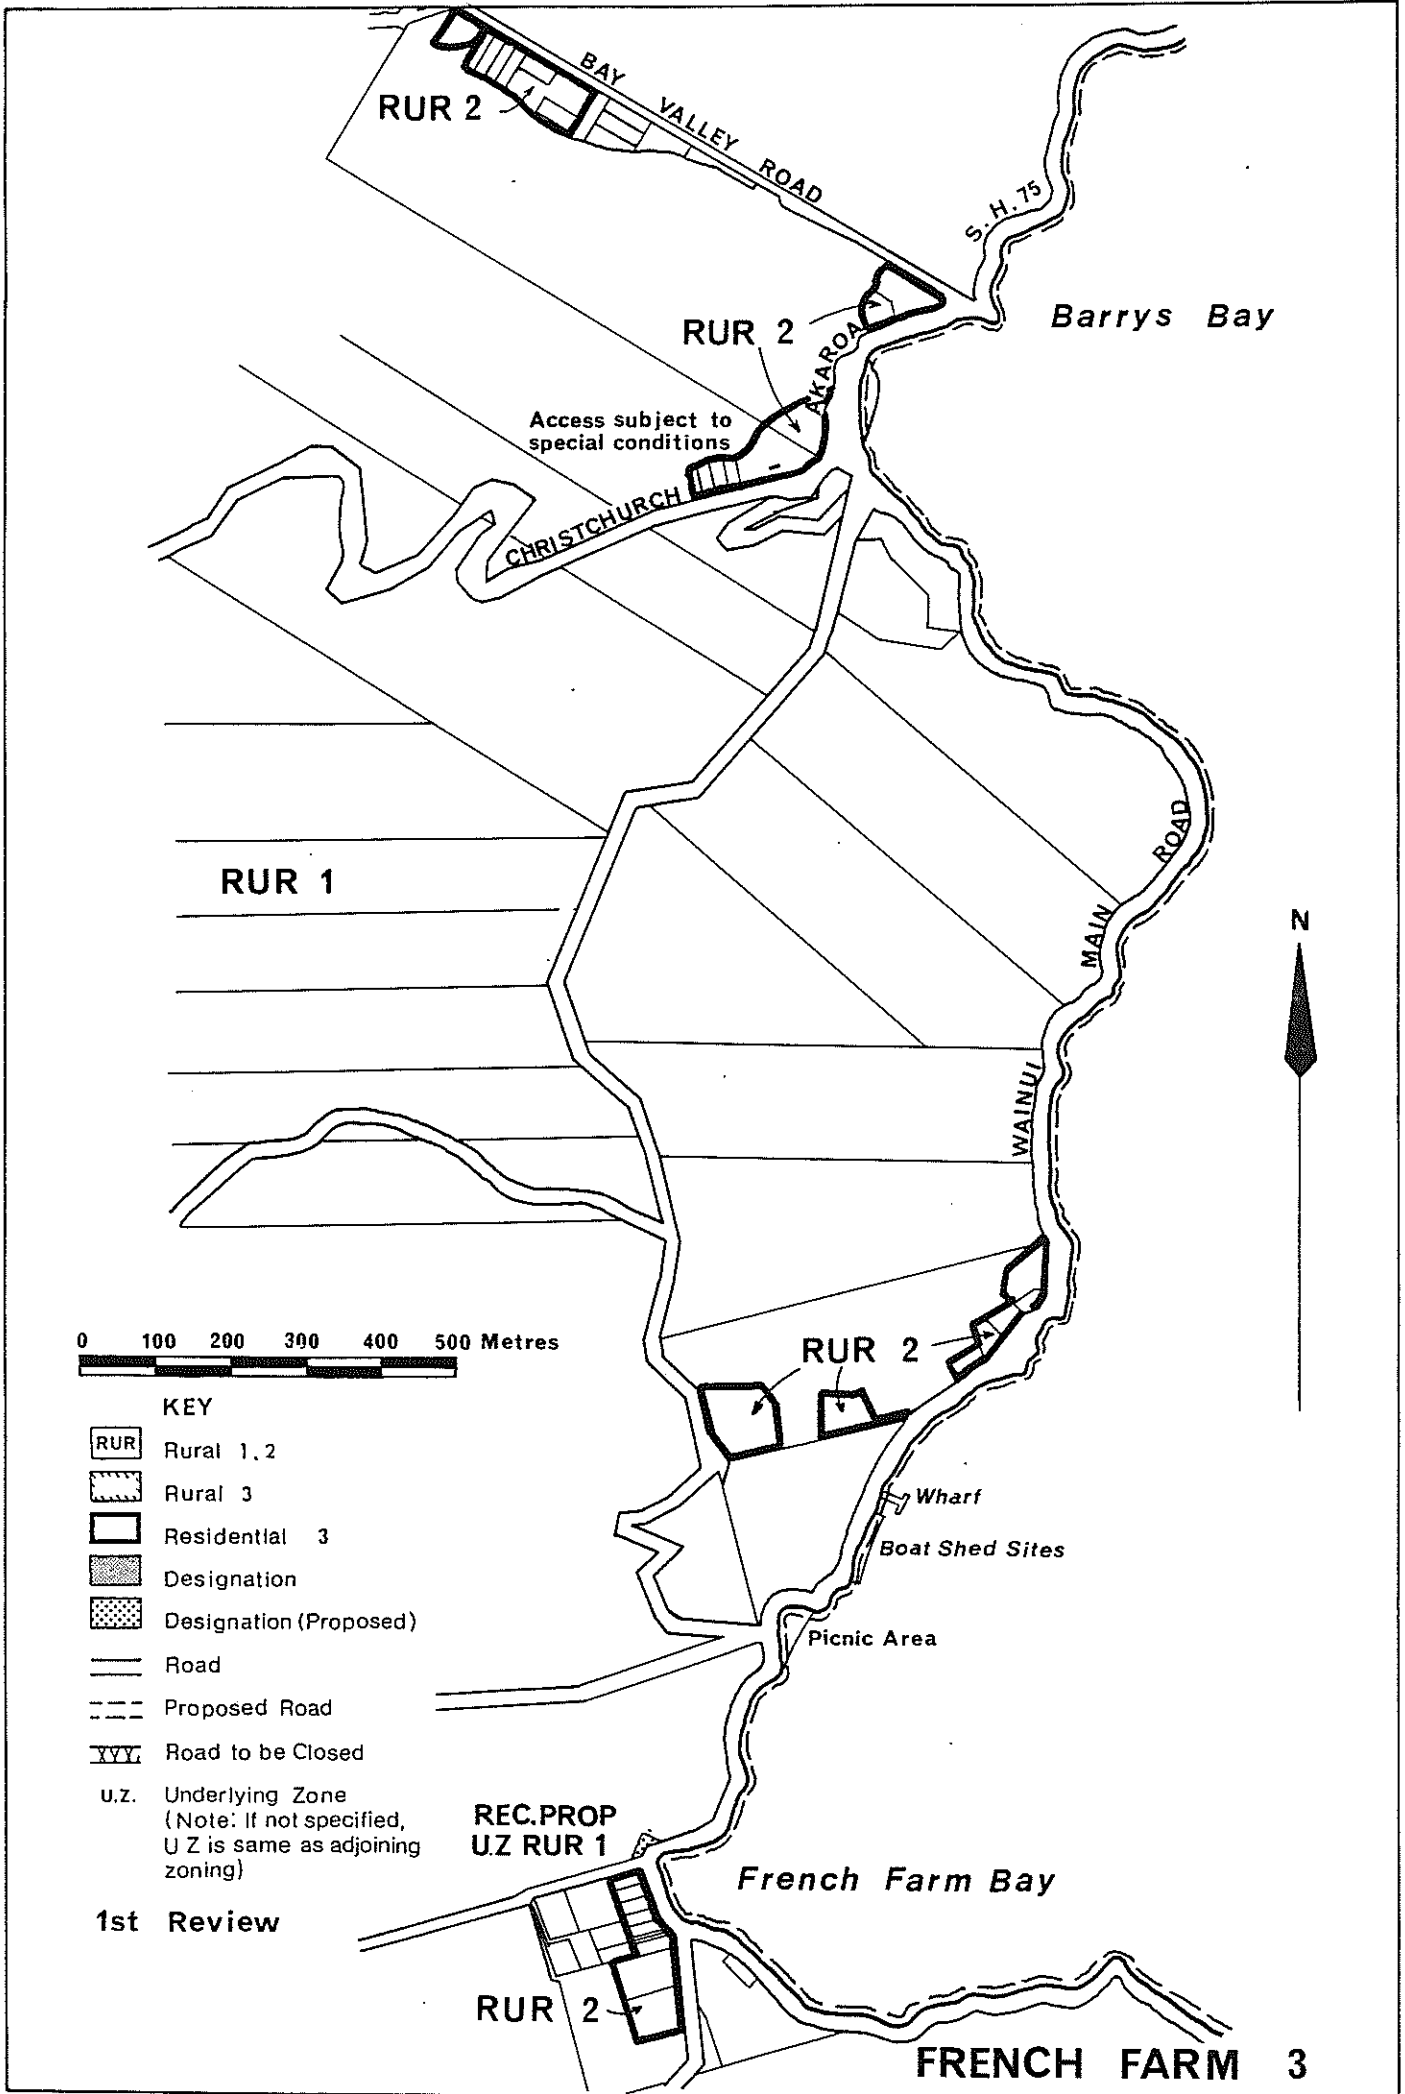 BAY VALLEY ROAD
RUR 2
S.H.75
Barrys Bay
RUR 2
AKAROA
Access subject to
special conditions
CHRISTCHURCH
ROAD
RUR 1
MAIN
N
WAINUI
0 100 200 300 400 500 Metres
RUR 2
KEY
RUR Rural 1,2
Rural 3
Residential 3
Designation
Designation (Proposed)
Road
Proposed Road
Road to be Closed
U.Z. Underlying Zone
(Note: If not specified,
U Z is same as adjoining
zoning)
1st Review
Wharf
Boat Shed Sites
Picnic Area
REC.PROP
U.Z RUR 1
French Farm Bay
RUR 2
FRENCH FARM 3